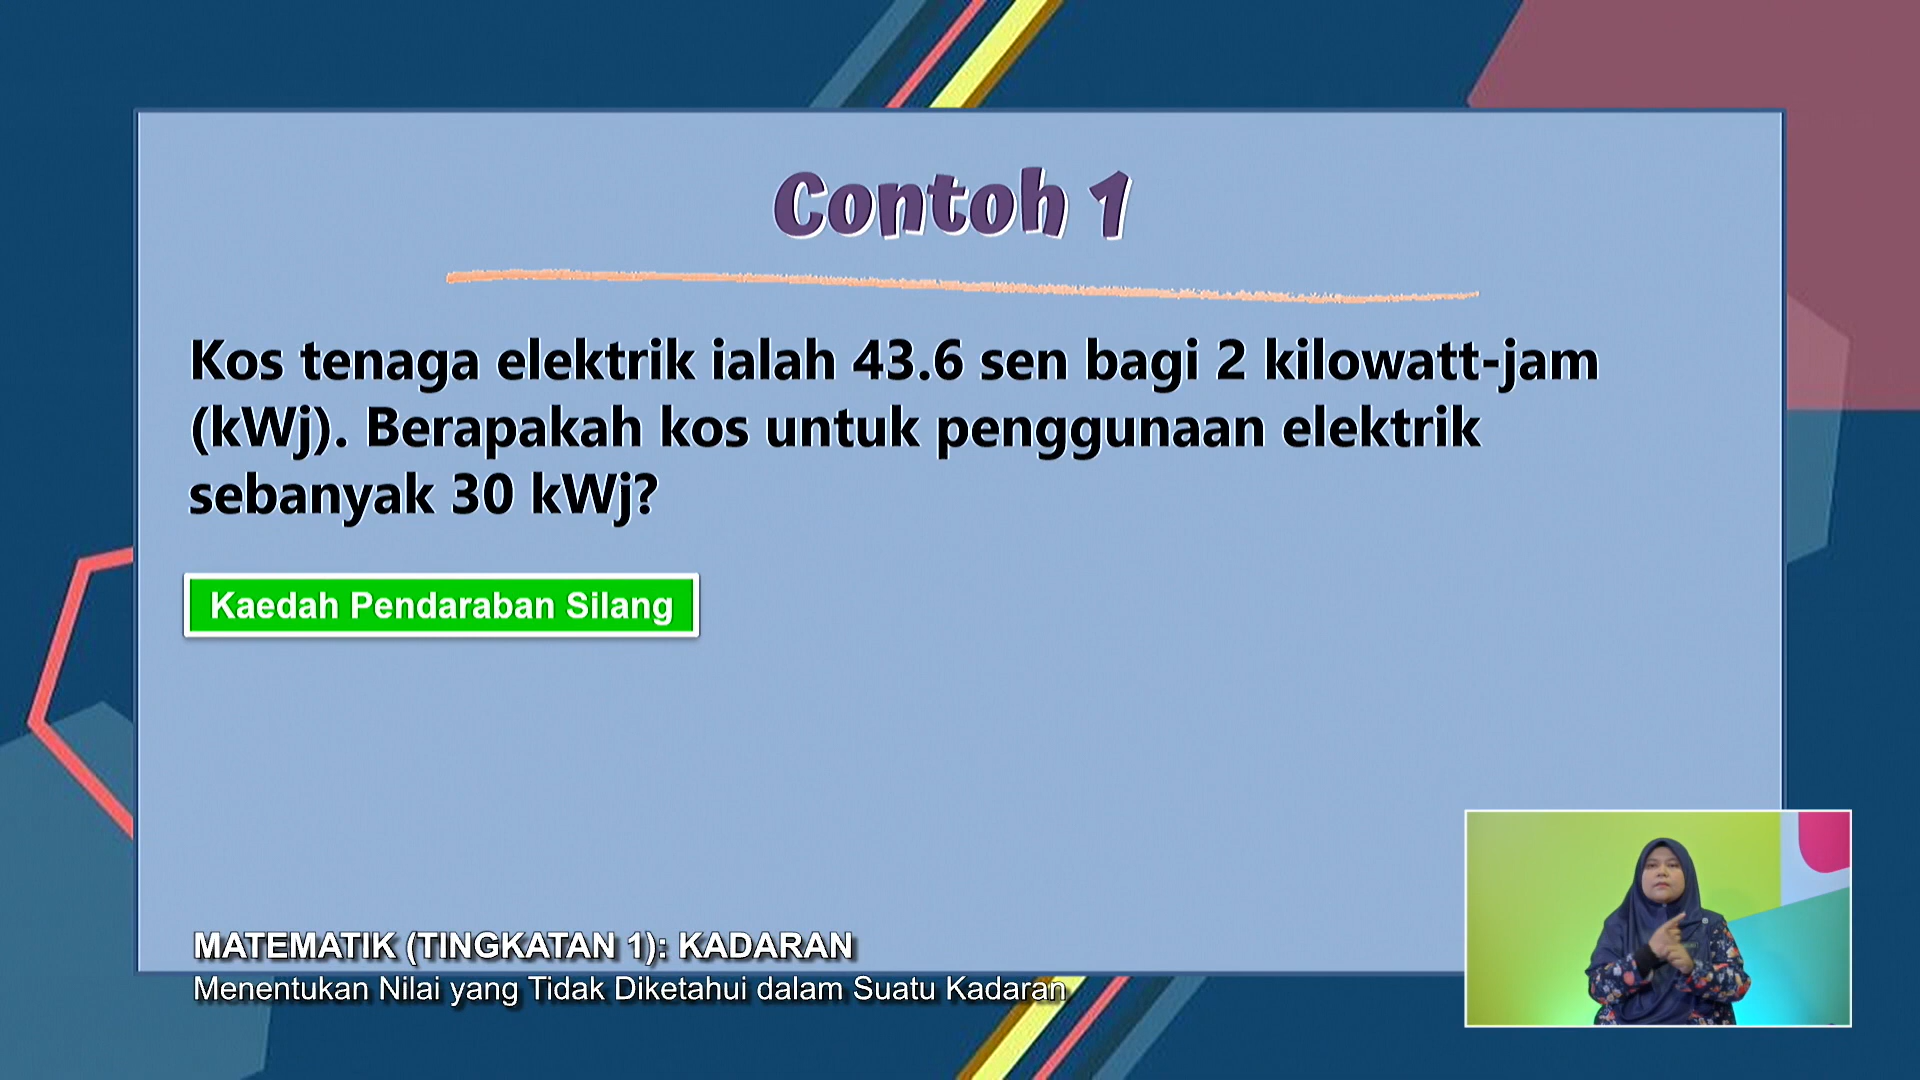 Contoh 1
Kos tenaga elektrik ialah 43.6 sen bagi 2 kilowatt-jam
(kWj). Berapakah kos untuk penggunaan elektrik
sebanyak 30 kWj?
Kaedah Pendaraban Silang
MATEMATIK (TINGKATAN 1): KADARAN
Menentukan Nilai yang Tidak Diketahui dalam Suatu Kadaran